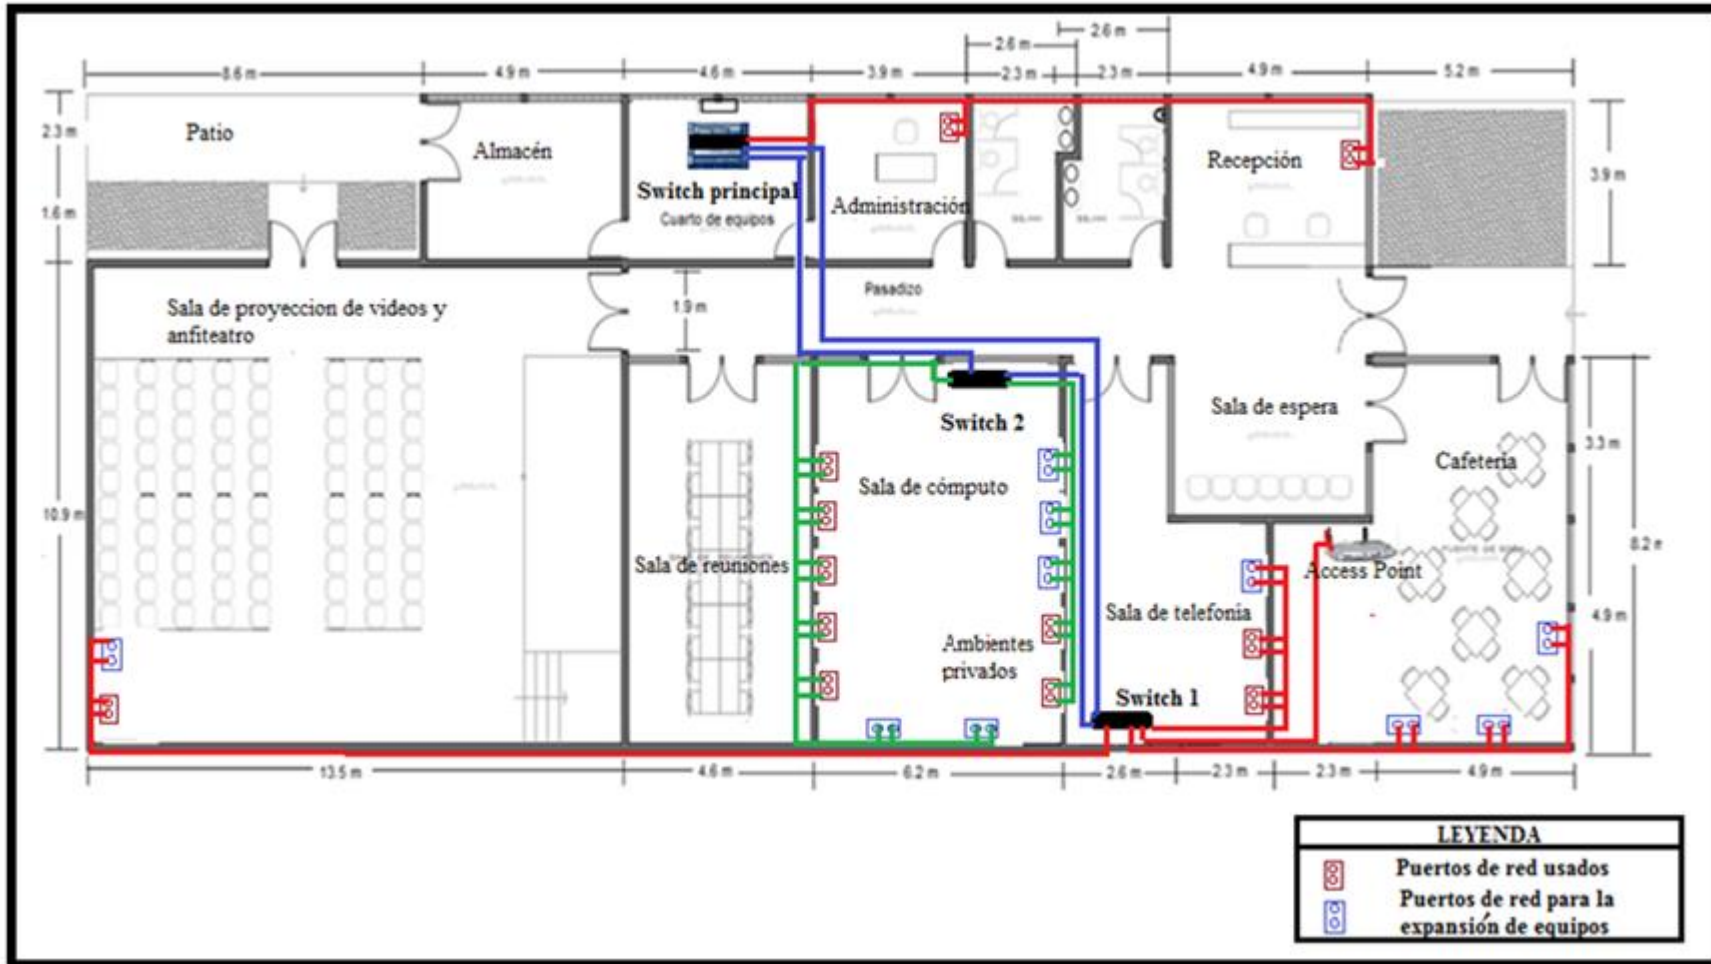 2.6 m
2.6 m
8.6 m
4.9 m
4.6 m
3.9 m
2.3 m
2.3 m
4.9 m
5.2 m
2.3 m
1.6 m
10.9 m
3.9 m
Patio
Almacén
Switch principal
Cuarto de equipos
Administración
Recepción
Pasadizo
1.9 m
Sala de proyeccion de videos y
anfiteatro
Switch 2
Sala de cómputo
Sala de espera
Cafeteria
3.3 m
8.2
4.9 m
Sala de reuniones
Access Point
Sala de telefonía
Ambientes
privados
Switch 1
13.5 m
4.6 m
6.2 m
2.6 m
2.3 m
2.3 m
4.9 m
LEYENDA
Puertos de red usados
Puertos de red para la
expansión de equipos